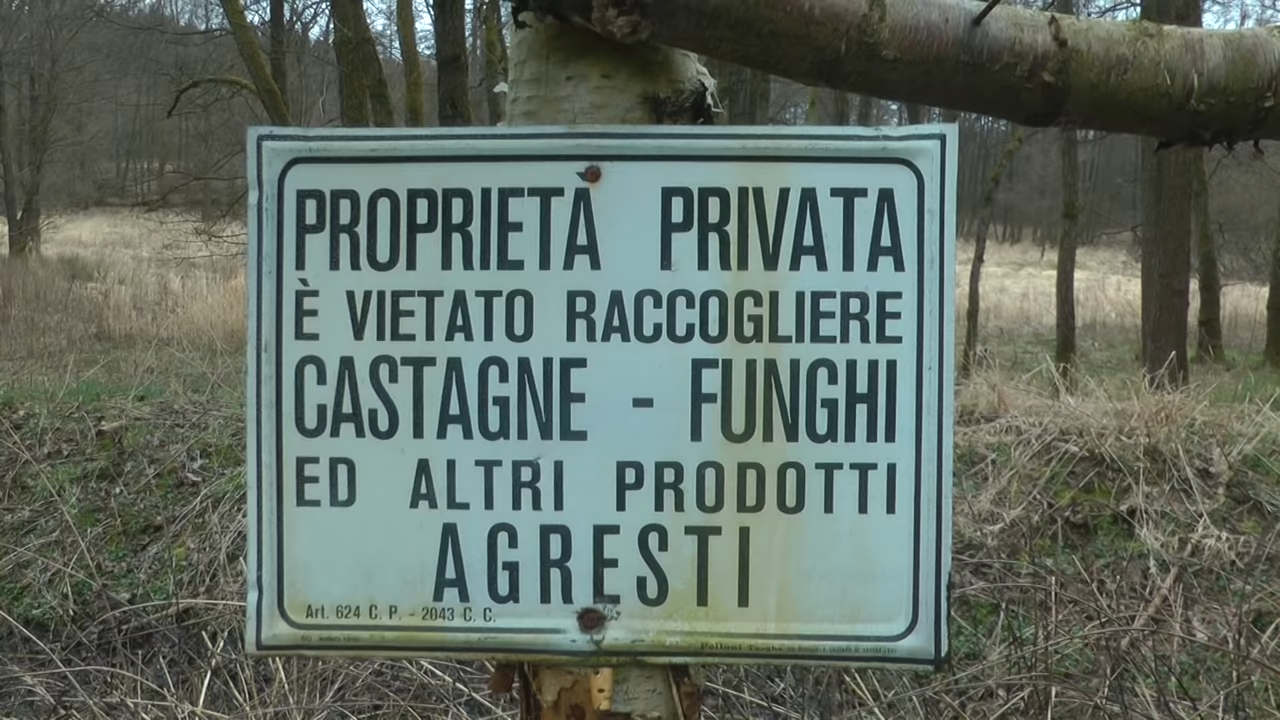 PROPRIETÀ PRIVATA
È VIETATO RACCOGLIERE
CASTAGNE - FUNGHI
ED ALTRI PRODOTTI
AGRESTI
Art. 624 C. P. - 2043 C. C.